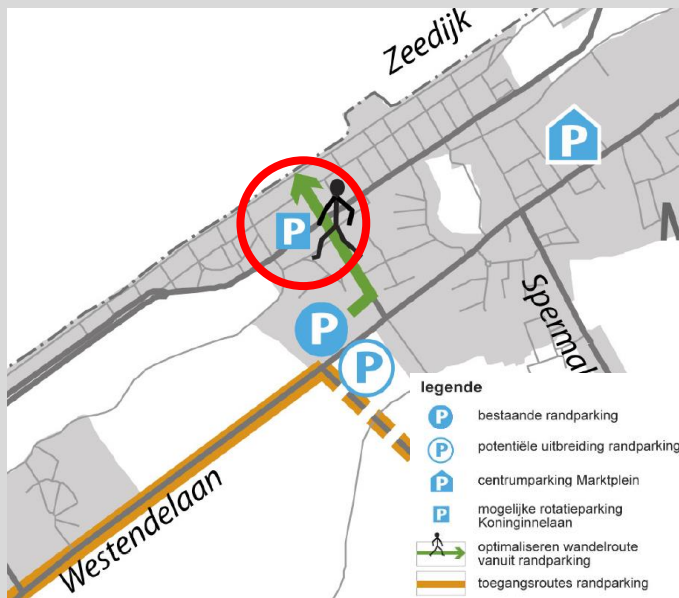 Zeedijk
P
P
N
Spermal
P
P
Westendelaan
legende
P bestaande randparking
P potentiële uitbreiding randparking
P centrumparking Marktplein
P mogelijke rotatieparking
Koninginnelaan
optimaliseren wandelroute
vanuit randparking
toegangsroutes randparking